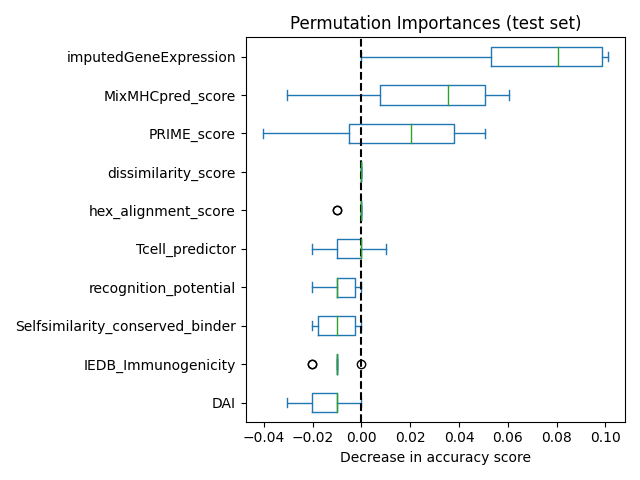 Permutation Importances (test set)
imputedGeneExpression
MixMHCpred_score
PRIME_score
dissimilarity_score
hex_alignment_score
Tcell_predictor
recognition_potential
Selfsimilarity_conserved_binder
IEDB_Immunogenicity
DAI
−0.04 −0.02 0.00 0.02 0.04 0.06 0.08 0.10
Decrease in accuracy score